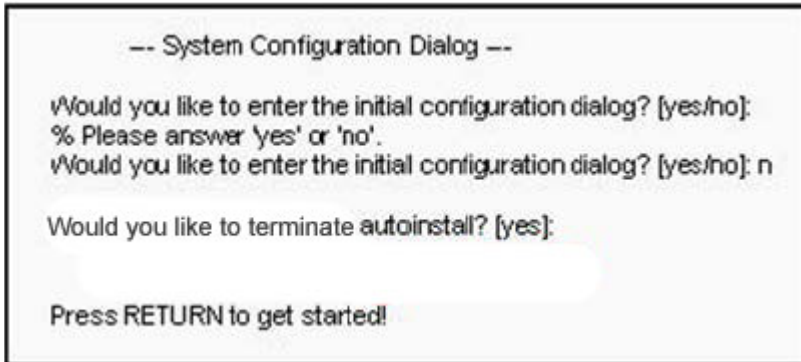 --- System Configuration Dialog ---
Would you like to enter the initial configuration dialog? [yes/no]:
% Please answer 'yes' or 'no'.
Would you like to enter the initial configuration dialog? [yes/no]: n
Would you like to terminate autoinstall? [yes]:
Press RETURN to get started!